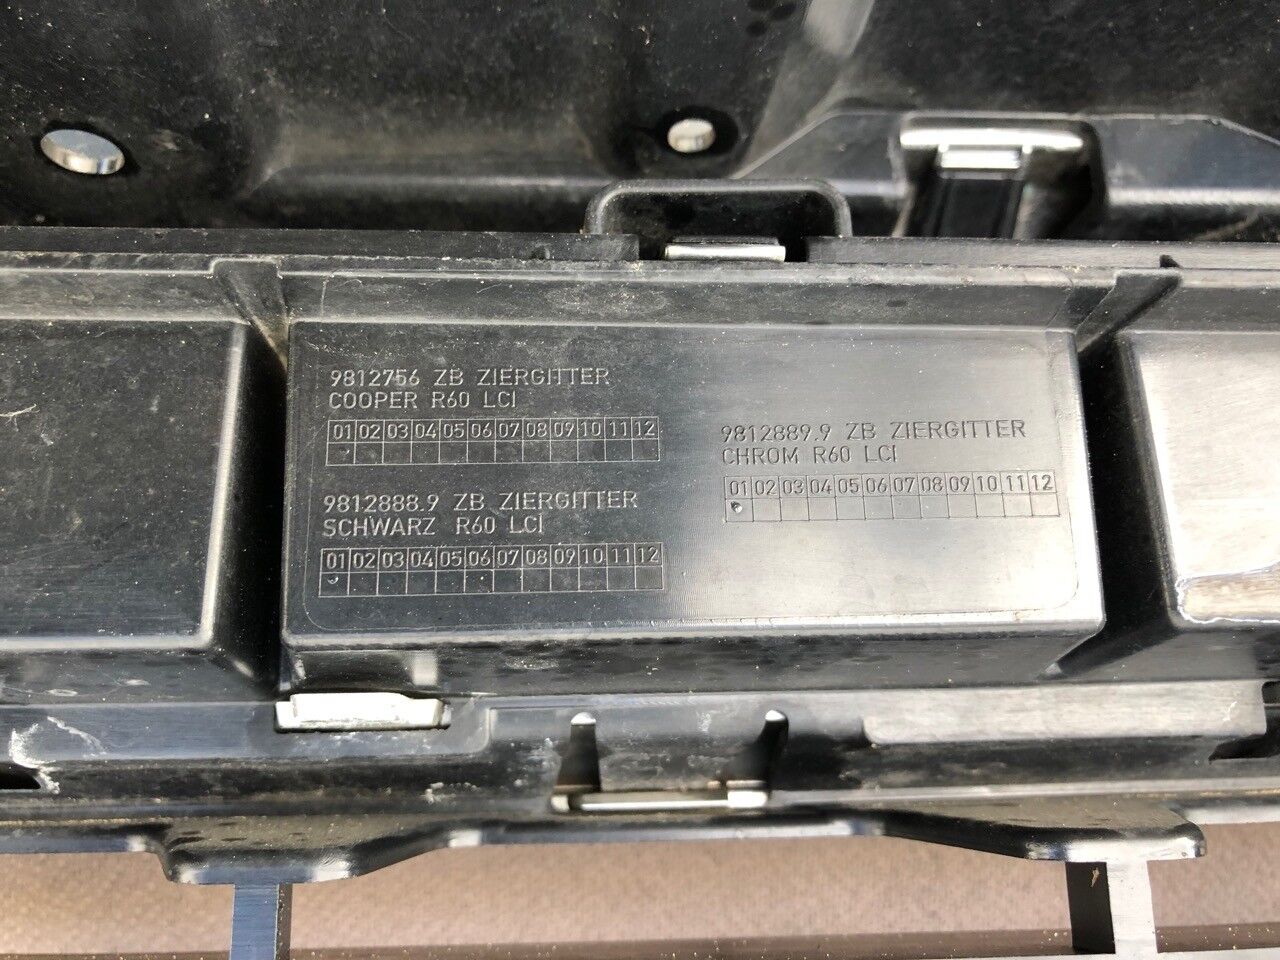 9812756 ZB ZIERGITTER
COOPER R60 LCI
01 02 03 04 05 06 07 08 09 10 11 12
9812888.9 ZB ZIERGITTER
SCHWARZ R60 LCI
01 02 03 04 05 06 07 08 09 10 11 12
9812889.9 ZB ZIERGITTER
CHROM R60 LCI
01 02 03 04 05 06 07 08 09 10 11 12